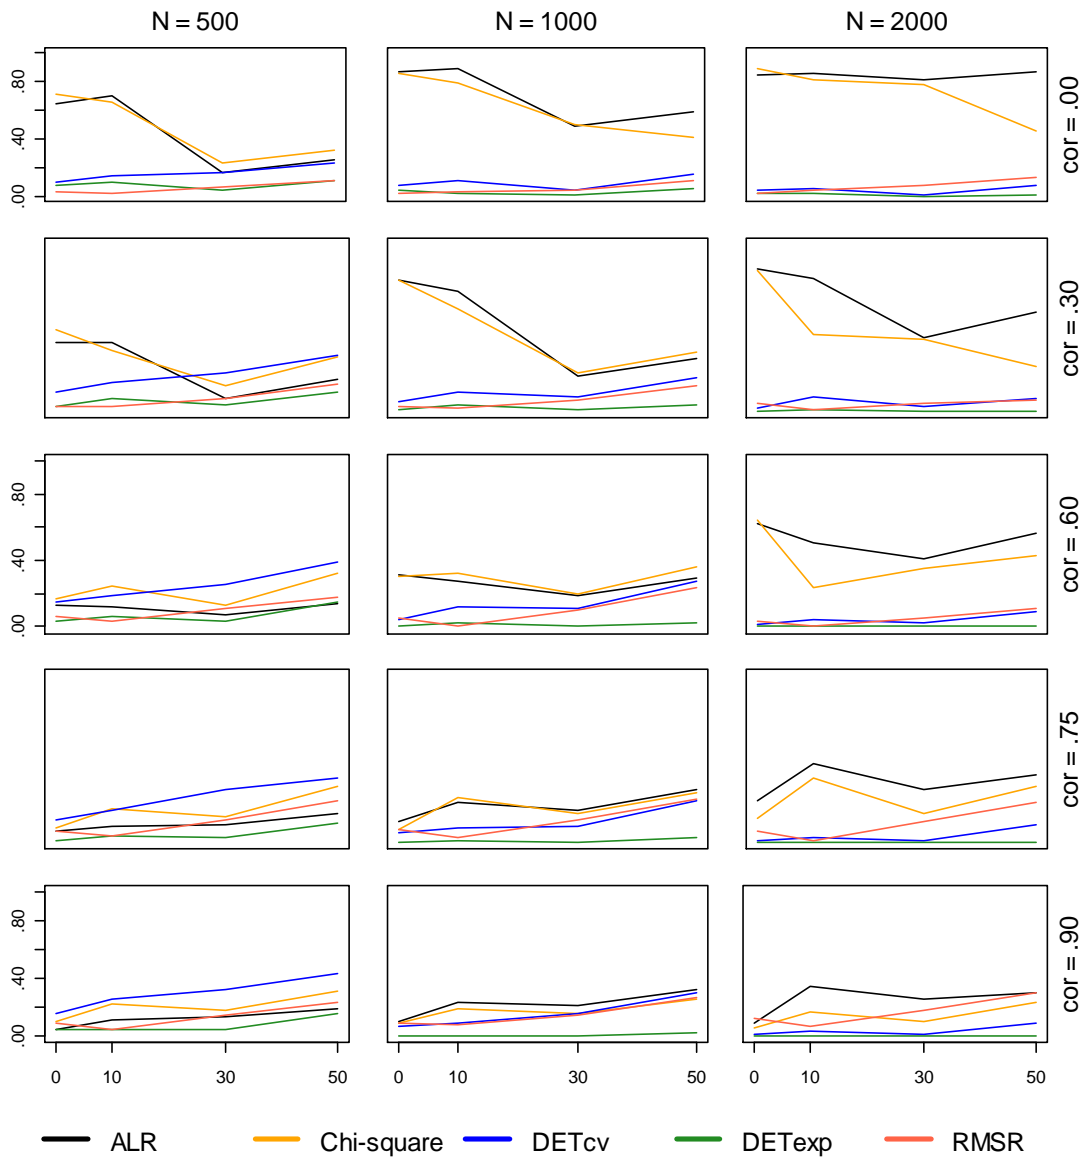 N = 500 N = 1000 N = 2000
.80
.40
.00
cor = .00
cor = .30
.80
.40
.00
cor = .60
cor = .75
.80
.40
.00
cor = .90
0 10 30 50 0 10 30 50 0 10 30 50
ALR Chi-square DETcv DETexp RMSR